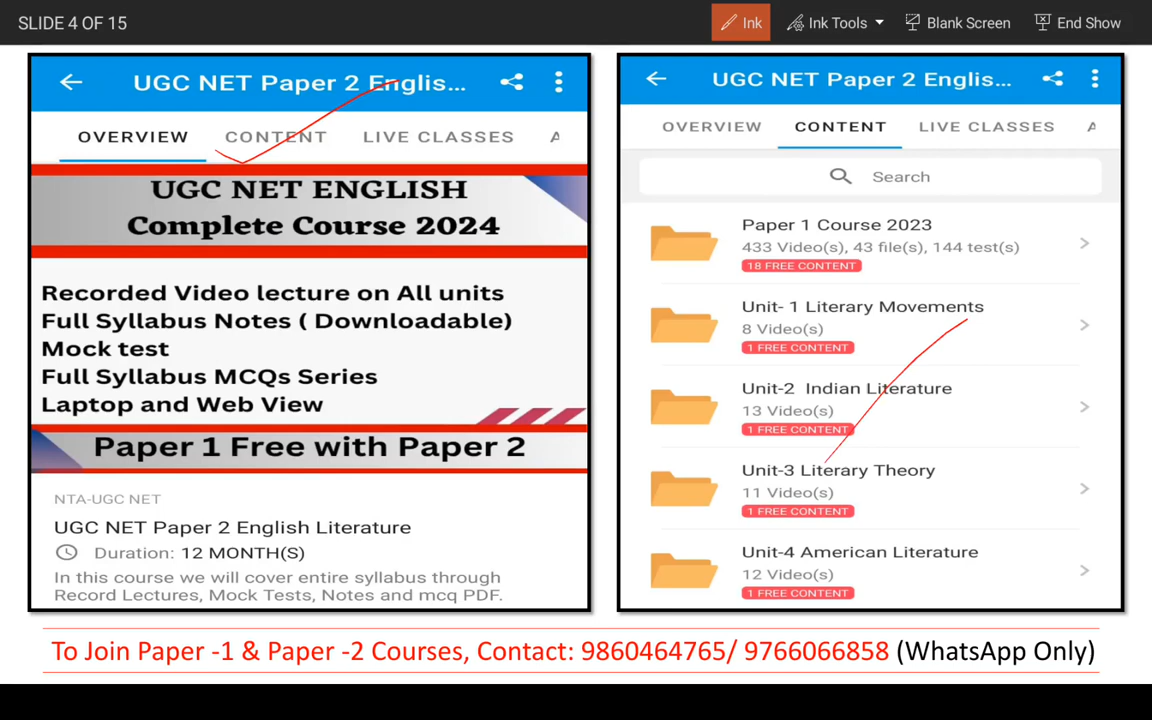 SLIDE 4 OF 15
Ink
Ink Tools
Blank Screen
End Show
UGC NET Paper 2 Englis...
OVERVIEW
CONTENT
LIVE CLASSES
A
UGC NET ENGLISH
Complete Course 2024
Recorded Video lecture on All units
Full Syllabus Notes ( Downloadable)
Mock test
Full Syllabus MCQs Series
Laptop and Web View
Paper 1 Free with Paper 2
NTA-UGC NET
UGC NET Paper 2 English Literature
Duration: 12 MONTH(S)
In this course we will cover entire syllabus through
Record Lectures, Mock Tests, Notes and mcq PDF.
UGC NET Paper 2 Englis...
OVERVIEW
CONTENT
LIVE CLASSES
A
Search
Paper 1 Course 2023
433 Video(s), 43 file(s), 144 test(s)
18 FREE CONTENT
Unit- 1 Literary Movements
8 Video(s)
1 FREE CONTENT
Unit-2 Indian Literature
13 Video(s)
1 FREE CONTENT
Unit-3 Literary Theory
11 Video(s)
1 FREE CONTENT
Unit-4 American Literature
12 Video(s)
1 FREE CONTENT
To Join Paper -1 & Paper -2 Courses, Contact: 9860464765/ 9766066858 (WhatsApp Only)